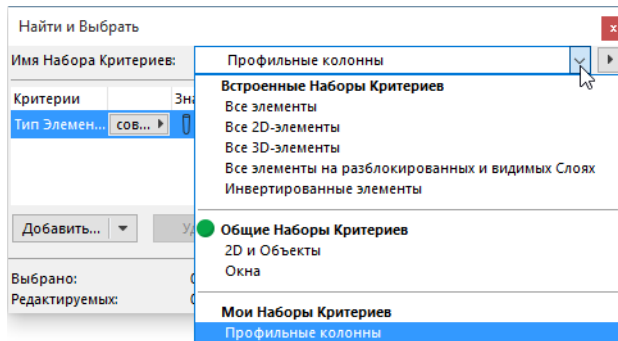 Найти и Выбрать
x
Имя Набора Критериев:
Профильные колонны
Встроенные Наборы Критериев
Критерии
Все элементы
Тип Элемен... сов...
Все 2D-элементы
Все 3D-элементы
Все элементы на разблокированных и видимых Слоях
Инвертированные элементы
Добавить...
Общие Наборы Критериев
2D и Объекты
Окна
Выбрано:
Редактируемых:
Мои Наборы Критериев
Профильные колонны